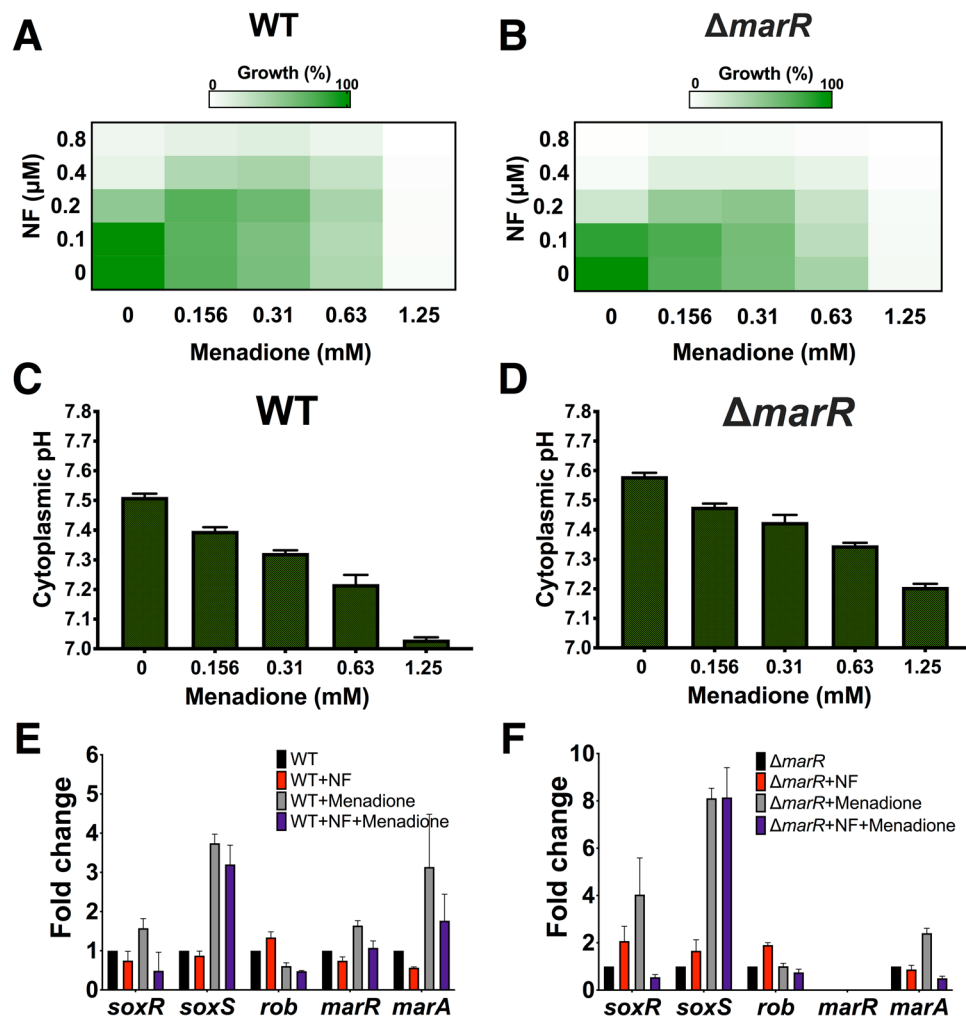 A
WT
Growth (%)
0
100
NF (µM)
0.8
0.4
0.2
0.1
0
0
0.156
0.31
0.63
1.25
Menadione (mM)
B
ΔmarR
Growth (%)
0
100
NF (µM)
0.8
0.4
0.2
0.1
0
0
0.156
0.31
0.63
1.25
Menadione (mM)
C
WT
Cytoplasmic pH
7.8
7.7
7.6
7.5
7.4
7.3
7.2
7.1
7.0
0
0.156
0.31
0.63
1.25
Menadione (mM)
D
ΔmarR
Cytoplasmic pH
7.8
7.7
7.6
7.5
7.4
7.3
7.2
7.1
7.0
0
0.156
0.31
0.63
1.25
Menadione (mM)
E
Fold change
6
5
4
3
2
1
0
WT
WT+NF
WT+Menadione
WT+NF+Menadione
soxR
soxS
rob
marR
marA
F
Fold change
10
8
6
4
2
0
ΔmarR
ΔmarR+NF
ΔmarR+Menadione
ΔmarR+NF+Menadione
soxR
soxS
rob
marR
marA